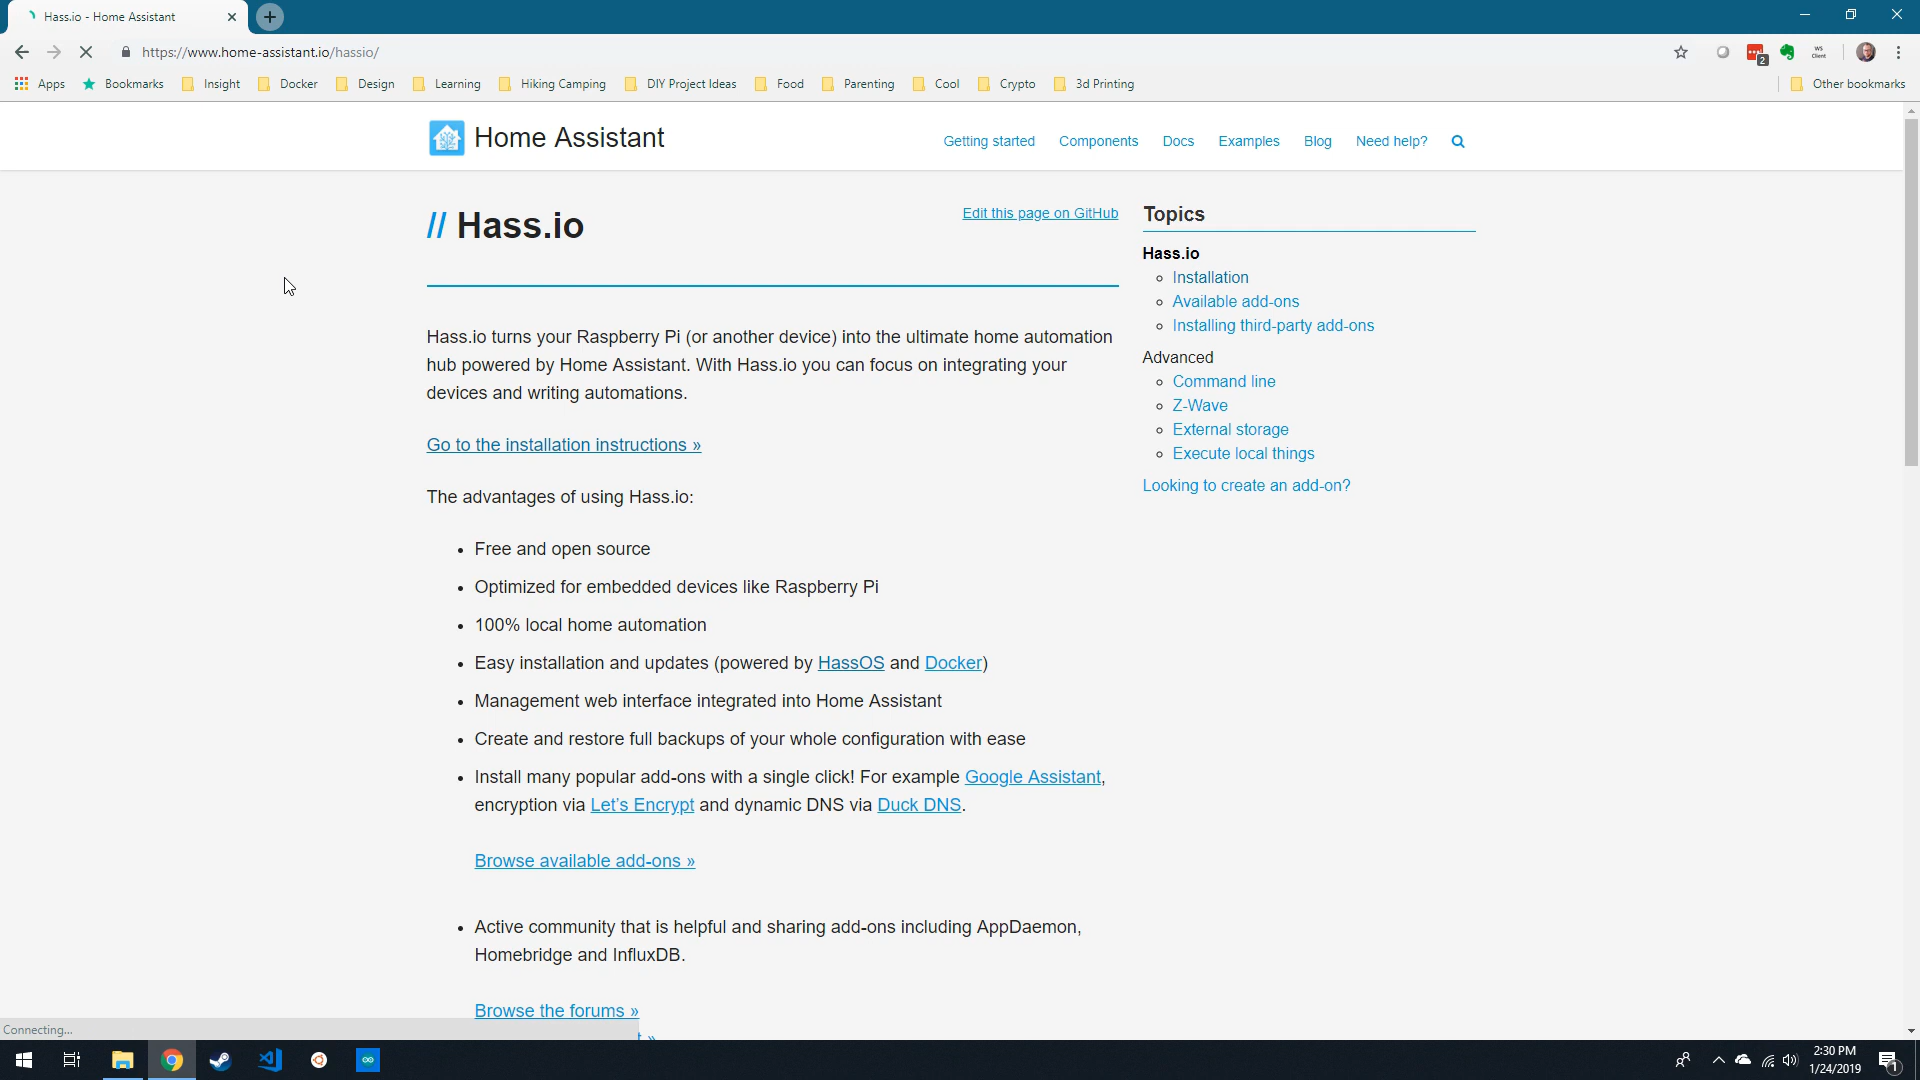 Hass.io - Home Assistant
https://www.home-assistant.io/hassio/
2
WS
Client
Apps Bookmarks Insight Docker Design Learning Hiking Camping DIY Project Ideas Food Parenting Cool Crypto 3d Printing Other bookmarks
Home Assistant
Getting started Components Docs Examples Blog Need help?
// Hass.io
Edit this page on GitHub
Hass.io turns your Raspberry Pi (or another device) into the ultimate home automation
hub powered by Home Assistant. With Hass.io you can focus on integrating your
devices and writing automations.
Go to the installation instructions »
The advantages of using Hass.io:
• Free and open source
• Optimized for embedded devices like Raspberry Pi
• 100% local home automation
• Easy installation and updates (powered by HassOS and Docker)
• Management web interface integrated into Home Assistant
• Create and restore full backups of your whole configuration with ease
• Install many popular add-ons with a single click! For example Google Assistant,
encryption via Let's Encrypt and dynamic DNS via Duck DNS.
Browse available add-ons »
• Active community that is helpful and sharing add-ons including AppDaemon,
Homebridge and InfluxDB.
Browse the forums »
Topics
Hass.io
Installation
Available add-ons
Installing third-party add-ons
Advanced
Command line
Z-Wave
External storage
Execute local things
Looking to create an add-on?
Connecting...
2:30 PM
1/24/2019
1